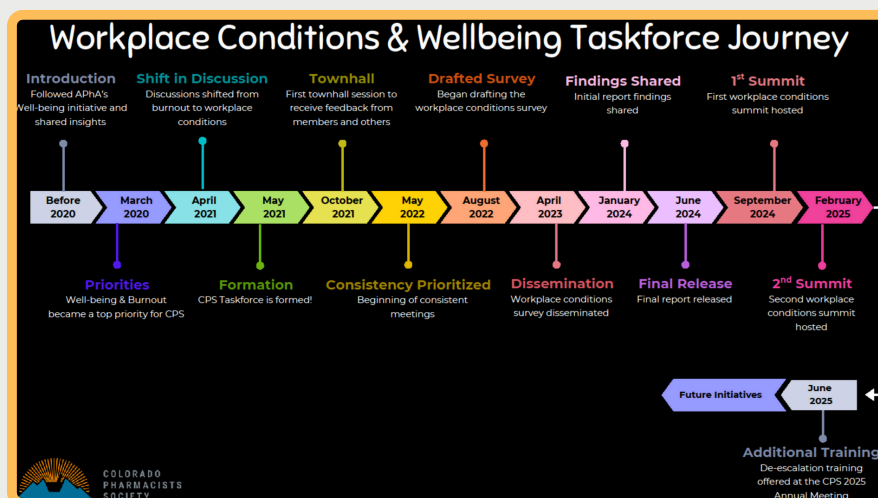 Workplace Conditions & Wellbeing Taskforce Journey
Introduction
Followed APhA's
Well-being initiative and
shared insights
Shift in Discussion
Discussions shifted from
burnout to workplace
conditions
Townhall
First townhall session to
receive feedback from
members and others
Drafted Survey
Began drafting the
workplace conditions survey
Findings Shared
Initial report findings
shared
1st Summit
First workplace conditions
summit hosted
Before
2020
March
2020
April
2021
May
2021
October
2021
May
2022
August
2022
April
2023
January
2024
June
2024
September
2024
February
2025
Priorities
Well-being & Burnout
became a top priority for CPS
Formation
CPS Taskforce is formed!
Consistency Prioritized
Beginning of consistent
meetings
Dissemination
Workplace conditions
survey disseminated
Final Release
Final report released
2nd Summit
Second workplace
conditions summit
hosted
Future Initiatives
June
2025
Additional Training
De-escalation training
offered at the CPS 2025
Annual Meeting
COLORADO
PHARMACISTS
SOCIETY